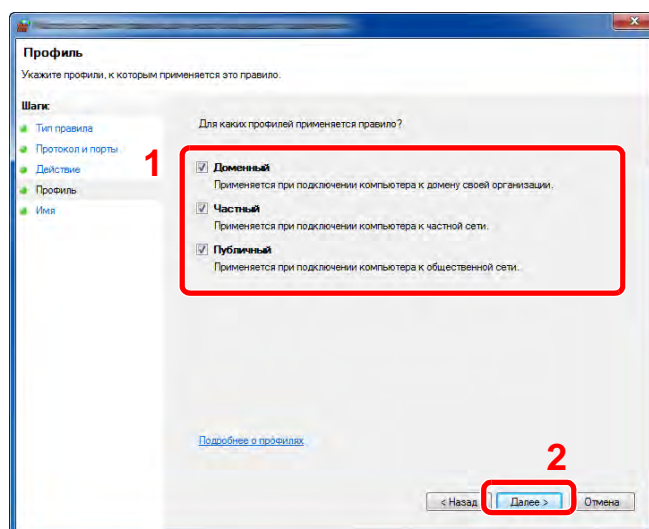 Профиль
Укажите профили, к которым применяется это правило.
Шаги:
Тип правила
Протокол и порты
Действие
Профиль
Имя
Для каких профилей применяется правило?
1
Доменный
Применяется при подключении компьютера к домену своей организации.
Частный
Применяется при подключении компьютера к частной сети.
Публичный
Применяется при подключении компьютера к общественной сети.
Подробнее о профилях
2
< Назад
Далее >
Отмена